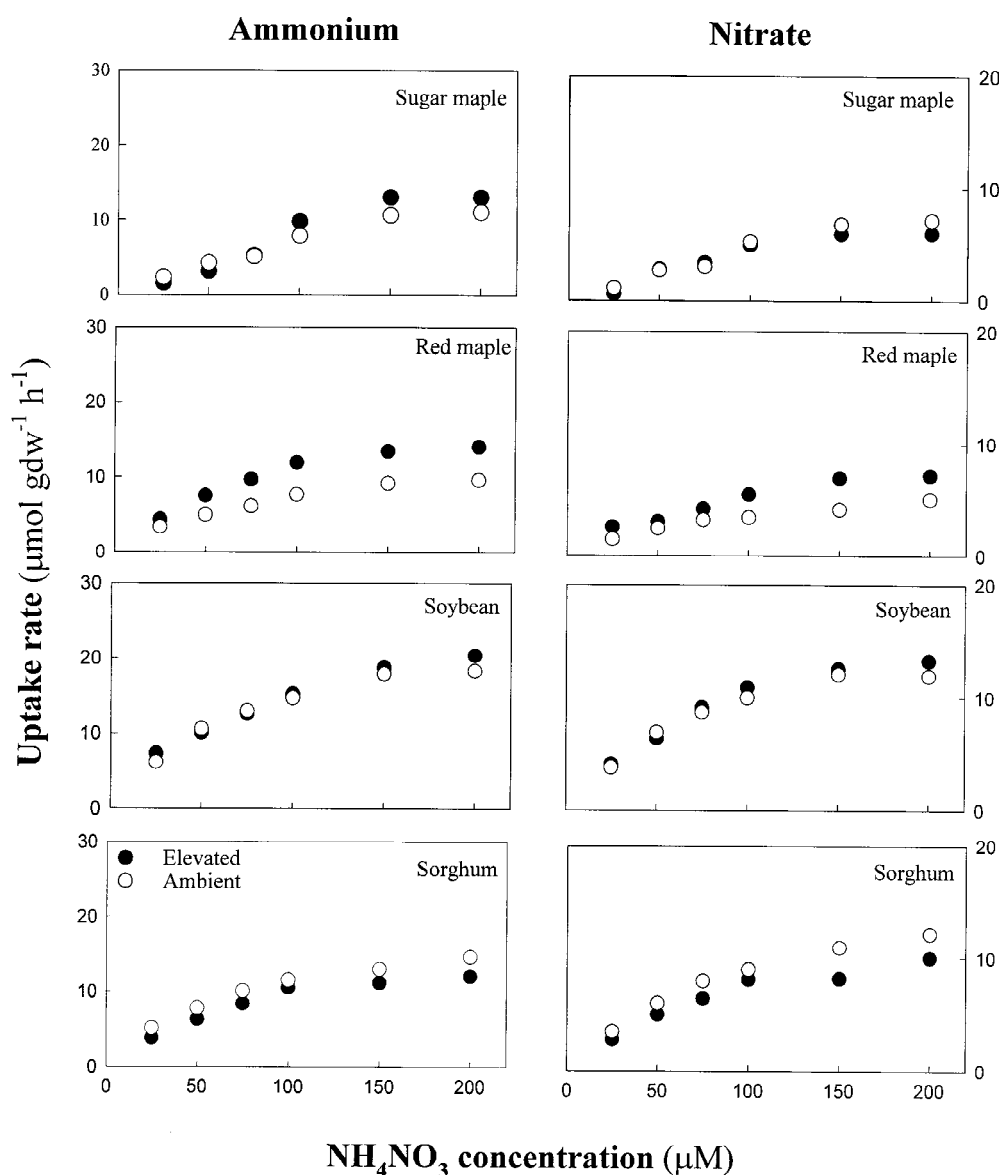 Ammonium
Nitrate
Uptake rate (μmol gdw⁻¹ h⁻¹)
30
20
10
0
Sugar maple
Sugar maple
20
10
0
30
20
10
0
Red maple
Red maple
20
10
0
30
20
10
0
Soybean
Soybean
20
10
0
30
20
10
0
Elevated
Ambient
Sorghum
Sorghum
20
10
0
0 50 100 150 200
0 50 100 150 200
NH₄NO₃ concentration (μM)